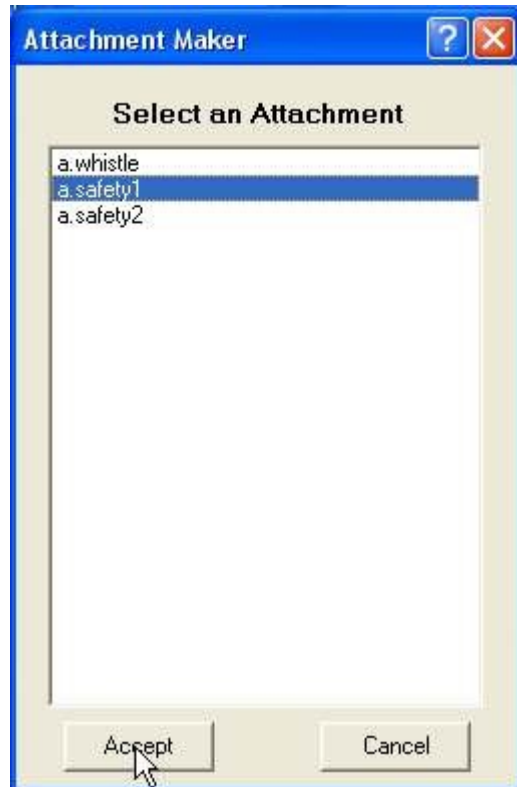 Attachment Maker
Select an Attachment
a.whistle
a.safety1
a.safety2
Accept
Cancel